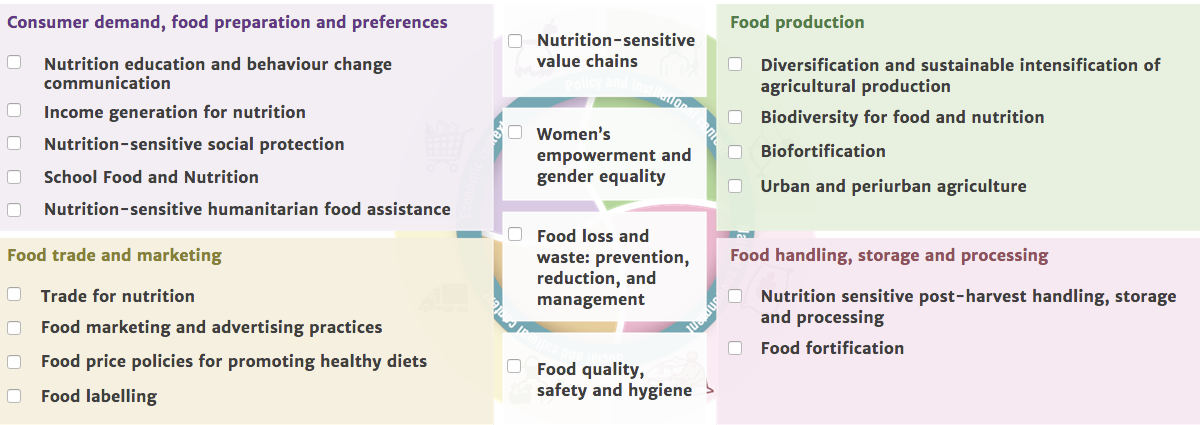 Consumer demand, food preparation and preferences
Nutrition education and behaviour change
communication
Income generation for nutrition
Nutrition-sensitive social protection
School Food and Nutrition
Nutrition-sensitive humanitarian food assistance
Nutrition-sensitive
value chains
Women's
empowerment and
gender equality
Food loss and
waste: prevention,
reduction, and
management
Food quality,
safety and hygiene
Food production
Diversification and sustainable intensification of
agricultural production
Biodiversity for food and nutrition
Biofortification
Urban and periurban agriculture
Food trade and marketing
Trade for nutrition
Food marketing and advertising practices
Food price policies for promoting healthy diets
Food labelling
Food handling, storage and processing
Nutrition sensitive post-harvest handling, storage
and processing
Food fortification
Policy and institutional